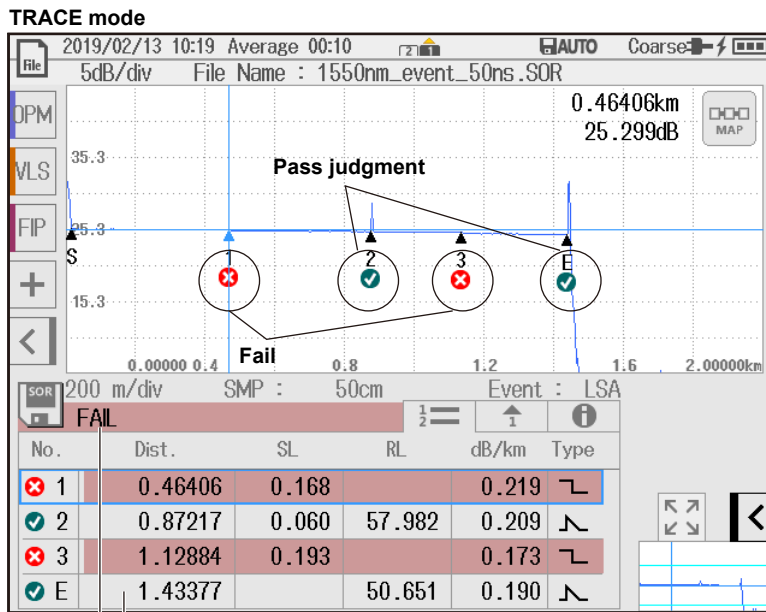 TRACE mode
2019/02/13 10:19 Average 00:10 2 1 AUTO Coarse
File 5dB/div File Name : 1550nm_event_50ns.SOR
OPM
0.46406km
25.299dB
MAP
35.3
Pass judgment
VLS
FIP
25.3
S 1 2 3 E
15.3
Fail
0.00000 0.4 0.8 1.2 1.6 2.00000km
SOR 200 m/div SMP : 50cm Event : LSA
FAIL 1 2 1
No. Dist. SL RL dB/km Type
1 0.46406 0.168 0.219
2 0.87217 0.060 57.982 0.209
3 1.12884 0.193 0.173
E 1.43377 50.651 0.190